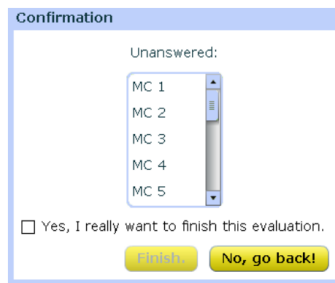 Confirmation
Unanswered:
MC 1
MC 2
MC 3
MC 4
MC 5
Yes, I really want to finish this evaluation.
Finish.
No, go back!